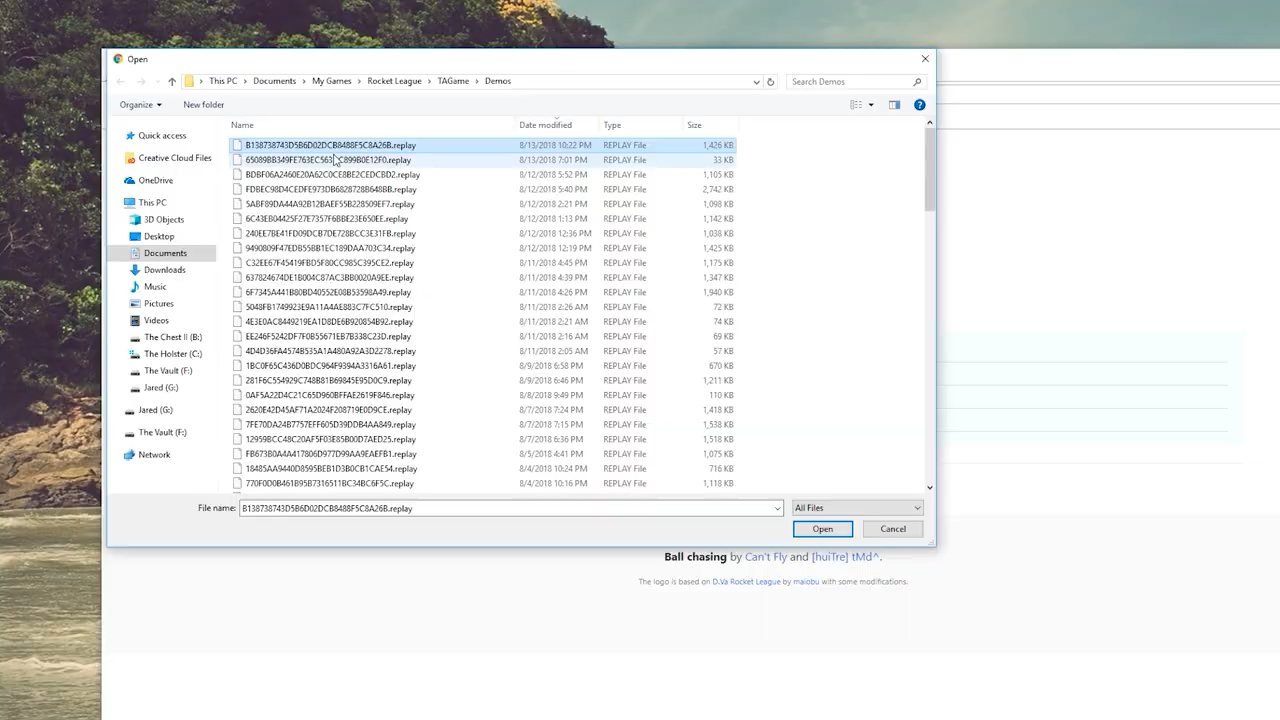 Open
This PC > Documents > My Games > Rocket League > TAGame > Demos
Search Demos
Organize
New folder
Name
Date modified
Type
Size
Quick access
Creative Cloud Files
OneDrive
This PC
3D Objects
Desktop
Documents
Downloads
Music
Pictures
Videos
The Chest II (B:)
The Holster (C:)
The Vault (F:)
Jared (G:)
Jared (G:)
The Vault (F:)
Network
B138738743D5B6D02DCB8488F5C8A26B.replay 8/13/2018 10:22 PM REPLAY File 1,426 KB
8/13/2018 7:01 PM REPLAY File 33 KB
BDBF06A2460E20A62C0CE8BE2CEDCBD2.replay 8/12/2018 5:52 PM REPLAY File 1,105 KB
FDBEC98D4CEDFE973DB6828728B648BB.replay 8/12/2018 5:40 PM REPLAY File 2,742 KB
5ABF89DA44A92B12BAEF55B228509EF7.replay 8/12/2018 2:21 PM REPLAY File 1,098 KB
6C43EB04425F27E7357F6BBE23E650EE.replay 8/12/2018 1:13 PM REPLAY File 1,142 KB
240EE7BE41FD09DCB7DE728BCC3E31FB.replay 8/12/2018 12:36 PM REPLAY File 1,038 KB
9490809F47EDB55BB1EC189DAA703C34.replay 8/12/2018 12:19 PM REPLAY File 1,425 KB
C32EE67F45419FBD5F80CC985C395CE2.replay 8/11/2018 4:45 PM REPLAY File 1,175 KB
637824674DE1B004C87AC3BB0020A9EE.replay 8/11/2018 4:39 PM REPLAY File 1,347 KB
6F7345A441B80BD40552E08B53598A49.replay 8/11/2018 4:26 PM REPLAY File 1,940 KB
5048FB1749923E9A11A4AE883C7FC510.replay 8/11/2018 2:26 AM REPLAY File 72 KB
4E3E0AC8449219EA1D8DE6B920854B92.replay 8/11/2018 2:21 AM REPLAY File 74 KB
EE246F5242DF7F0B55671EB7B338C23D.replay 8/11/2018 2:16 AM REPLAY File 69 KB
4D4D36FA4574B535A1A480A92A3D2278.replay 8/11/2018 2:05 AM REPLAY File 57 KB
1BC0F65C436D0BDC964F9394A3316A61.replay 8/9/2018 6:58 PM REPLAY File 670 KB
281F6C554929C748B81B69845E95D0C9.replay 8/9/2018 6:46 PM REPLAY File 1,211 KB
0AF5A22D4C21C65D960BFFAE2619F846.replay 8/8/2018 9:49 PM REPLAY File 110 KB
2620E42D45AF71A2024F208719E0D9CE.replay 8/7/2018 7:24 PM REPLAY File 1,418 KB
7FE70DA24B7757EFF605D39DDB4AA849.replay 8/7/2018 7:15 PM REPLAY File 1,538 KB
12959BCC48C20AF5F03E85B00D7AED25.replay 8/7/2018 6:36 PM REPLAY File 1,518 KB
FB673B0A417806D977D99AA9EAEFB1.replay 8/5/2018 4:41 PM REPLAY File 1,075 KB
18485AA9440D8595BEB1D3B0CB1CAE54.replay 8/4/2018 10:24 PM REPLAY File 716 KB
770F0D0B461B95B7316511BC34BC6F5C.replay 8/4/2018 10:16 PM REPLAY File 1,118 KB
File name: B138738743D5B6D02DCB8488F5C8A26B.replay
All Files
Open
Cancel
Ball chasing by Can't Fly and [huiTre] tMd^.
The logo is based on D.Va Rocket League by maiobu with some modifications.